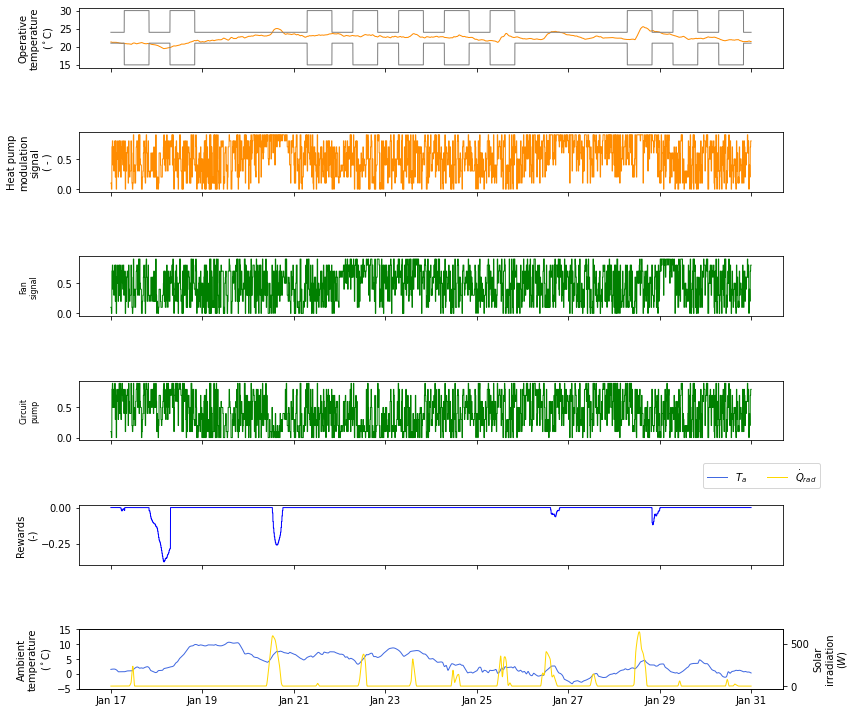 Operative
temperature
(°C)
30
25
20
15
Heat pump
modulation
signal
( - )
0.5
0.0
Fan
signal
0.5
0.0
Circuit
pump
0.5
0.0
T_a
Q̇_rad
Rewards
(-)
0.00
−0.25
Ambient
temperature
(°C)
15
10
5
0
−5
500
0
Solar
irradiation
(W)
Jan 17
Jan 19
Jan 21
Jan 23
Jan 25
Jan 27
Jan 29
Jan 31